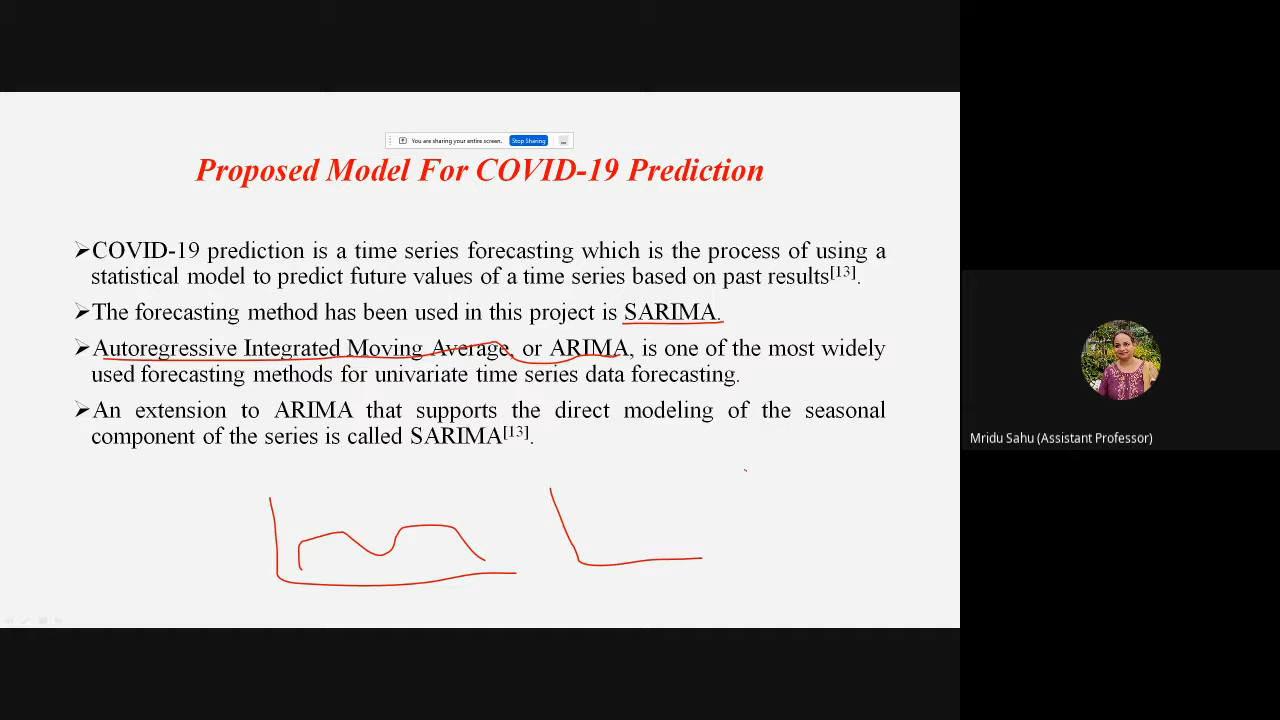 You are sharing your entire screen.
Stop Sharing
Proposed Model For COVID-19 Prediction
➢COVID-19 prediction is a time series forecasting which is the process of using a
statistical model to predict future values of a time series based on past results[13].
➢The forecasting method has been used in this project is SARIMA.
➢Autoregressive Integrated Moving Average, or ARIMA, is one of the most widely
used forecasting methods for univariate time series data forecasting.
➢An extension to ARIMA that supports the direct modeling of the seasonal
component of the series is called SARIMA[13].
Mridu Sahu (Assistant Professor)